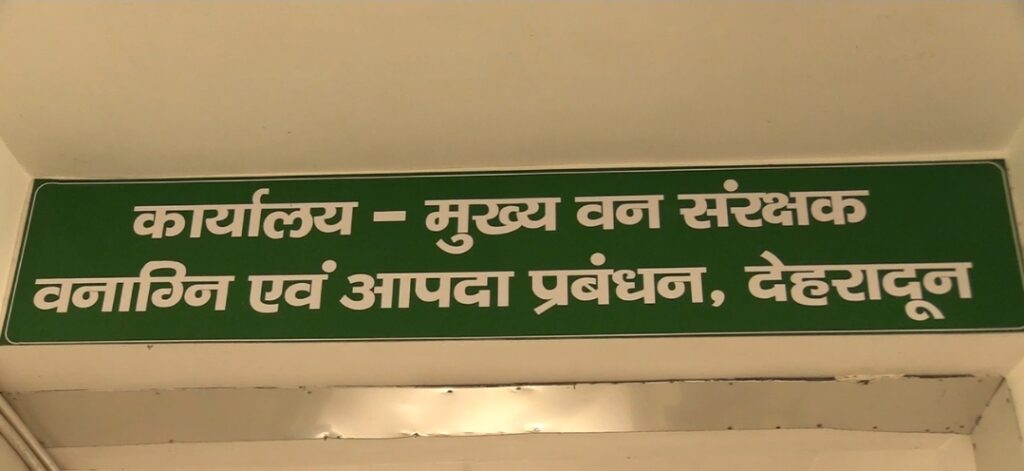 कार्यालय - मुख्य वन संरक्षक
वनाग्नि एवं आपदा प्रबंधन, देहरादून